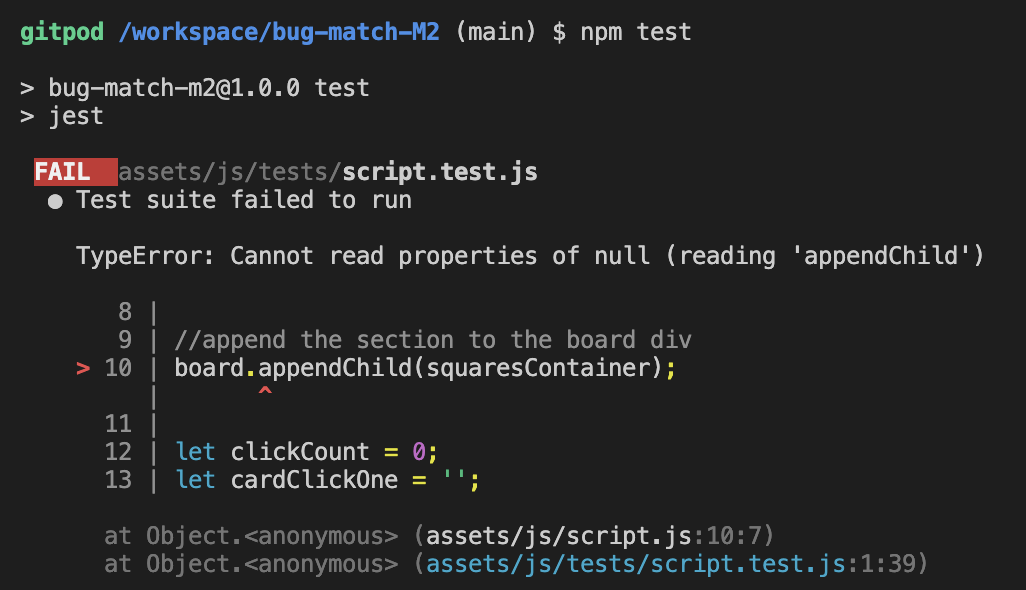 gitpod /workspace/bug-match-M2 (main) $ npm test
> bug-match-m2@1.0.0 test
> jest
FAIL assets/js/tests/script.test.js
● Test suite failed to run
TypeError: Cannot read properties of null (reading 'appendChild')
8 |
9 | //append the section to the board div
> 10 | board.appendChild(squaresContainer);
| ^
11 |
12 | let clickCount = 0;
13 | let cardClickOne = '';
at Object.<anonymous> (assets/js/script.js:10:7)
at Object.<anonymous> (assets/js/tests/script.test.js:1:39)